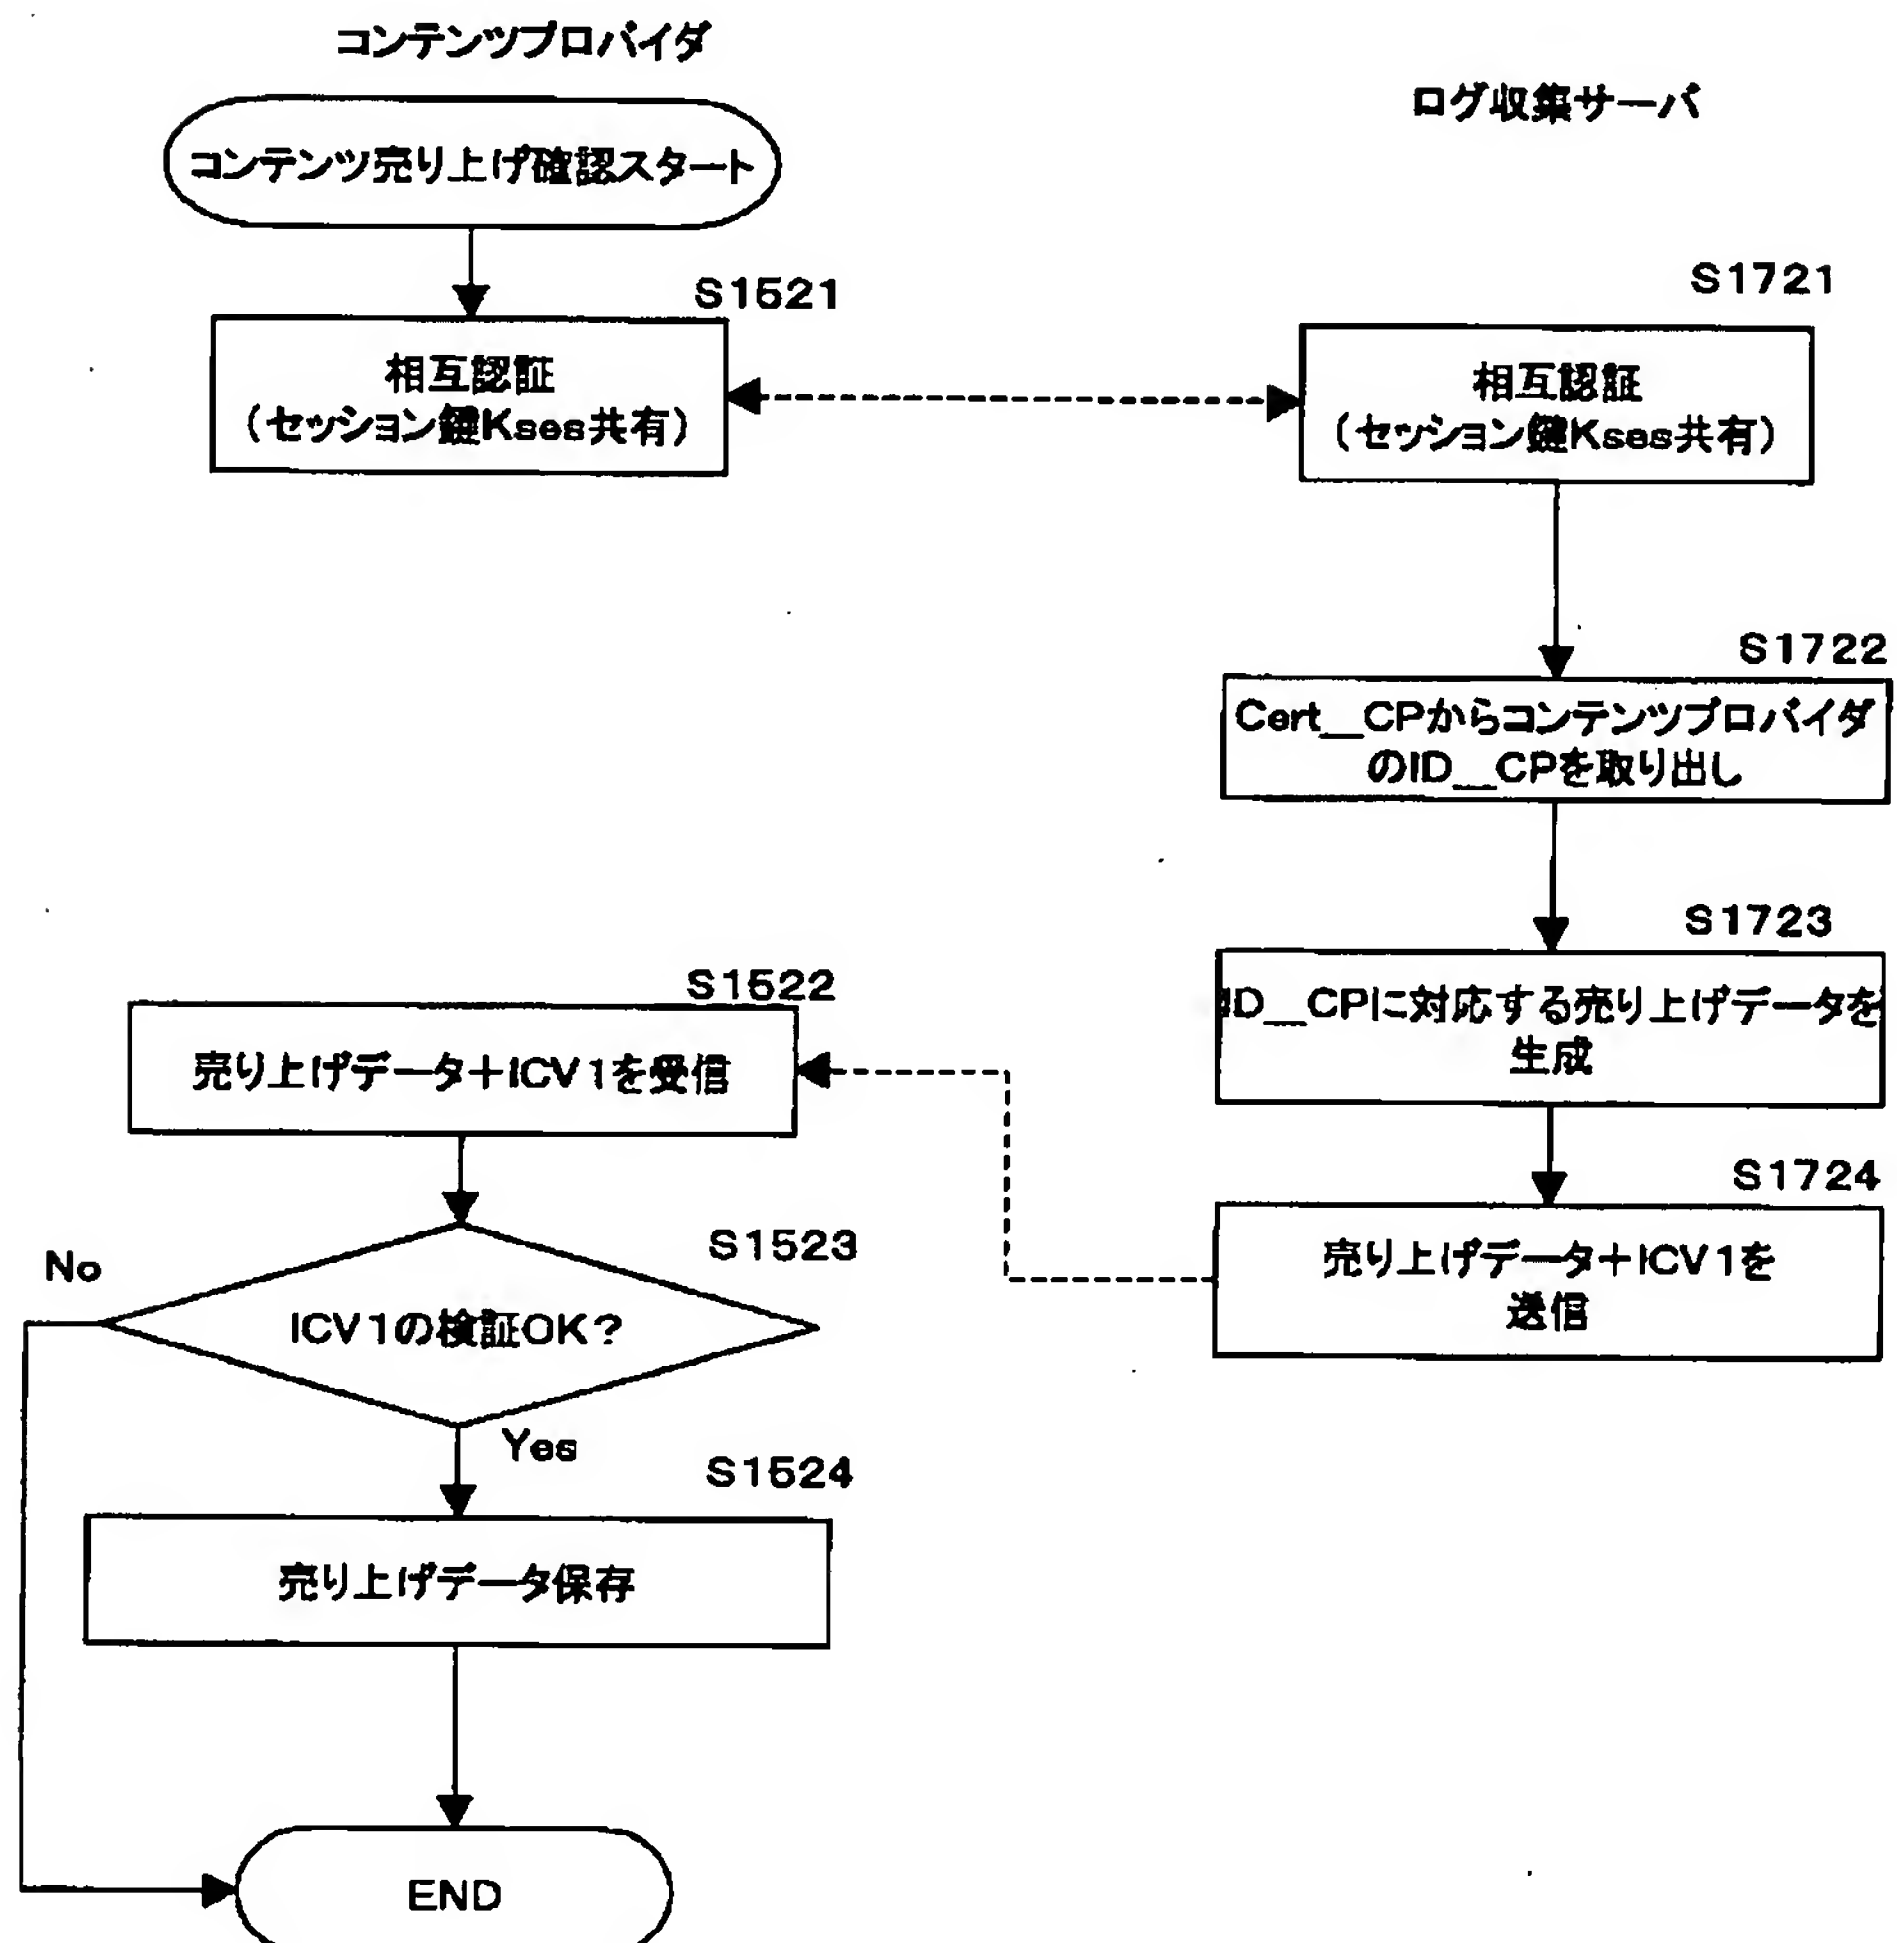 コンテンツプロバイダ
ログ収集サーバ
コンテンツ売り上げ確認スタート
S1521
S1721
相互認証
(セッション鍵Kses共有)
相互認証
(セッション鍵Kses共有)
S1722
Cert__CPからコンテンツプロバイダ
のID__CPを取り出し
S1723
ID__CPに対応する売り上げデータを
生成
S1522
売り上げデータ+ICV1を受信
S1724
売り上げデータ+ICV1を
送信
S1523
No
ICV1の検証OK?
Yes
S1524
売り上げデータ保存
END